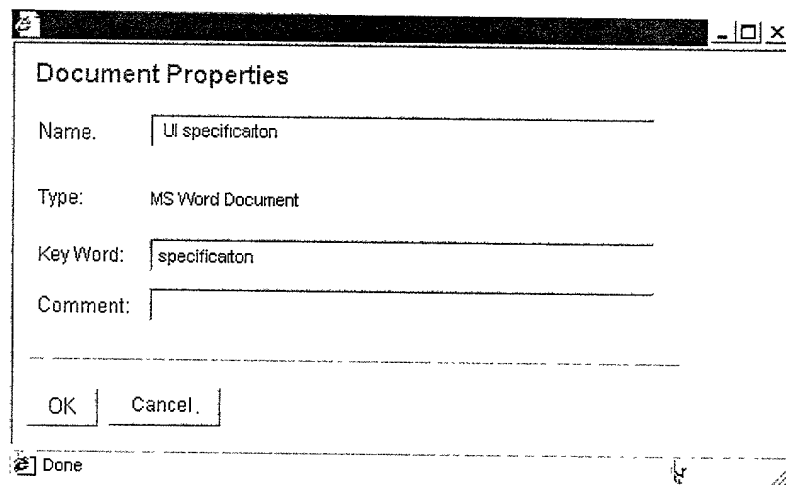 Document Properties
Name. UI specificaiton
Type: MS Word Document
Key Word: specificaiton
Comment:
OK Cancel.
Done